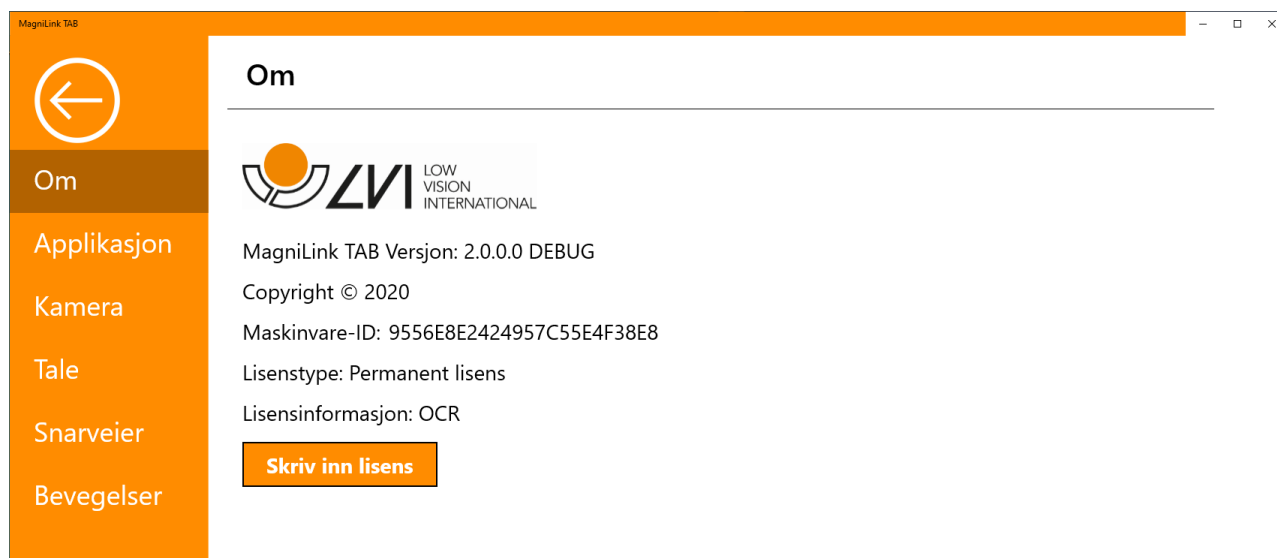 MagniLink TAB
Om
Applikasjon
Kamera
Tale
Snarveier
Bevegelser
Om
LVI LOW
VISION
INTERNATIONAL
MagniLink TAB Versjon: 2.0.0.0 DEBUG
Copyright © 2020
Maskinvare-ID: 9556E8E2424957C55E4F38E8
Lisenstype: Permanent lisens
Lisensinformasjon: OCR
Skriv inn lisens